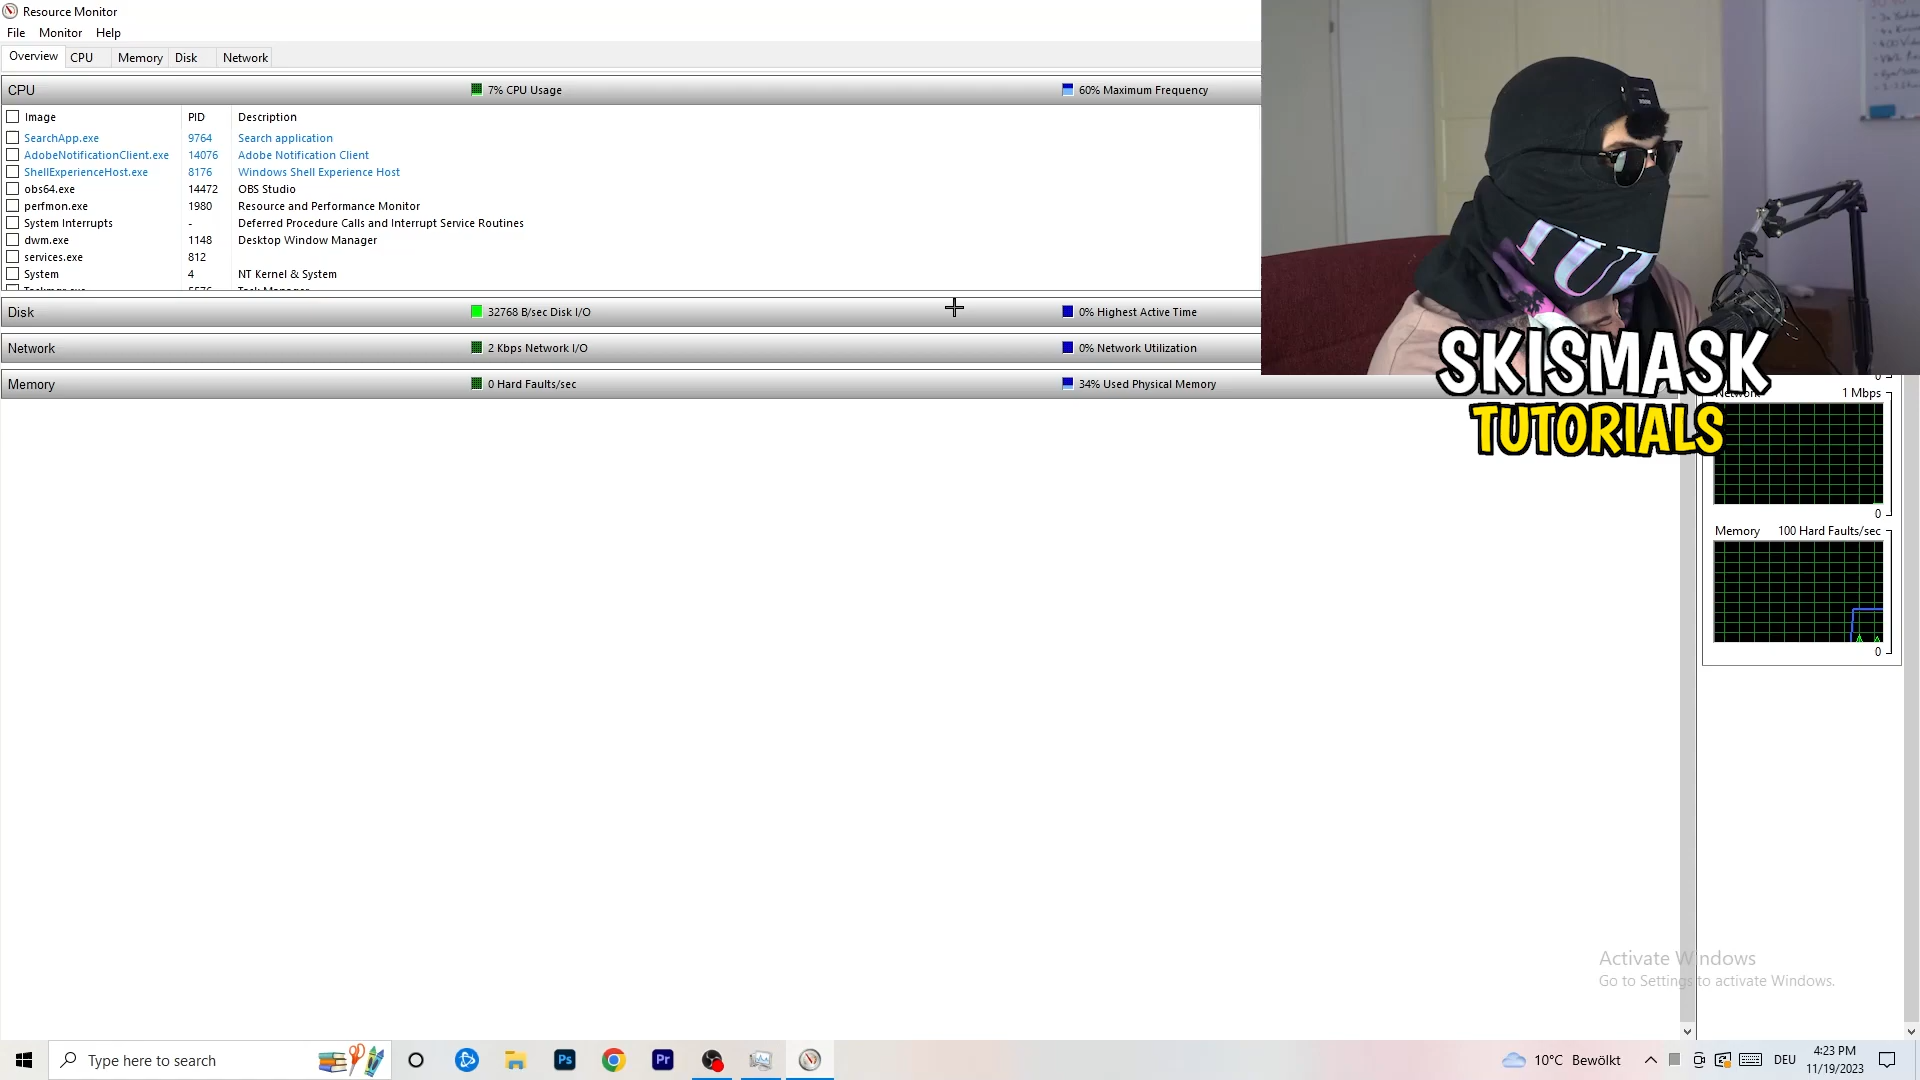 Resource Monitor
File Monitor Help
Overview CPU Memory Disk Network
CPU 7% CPU Usage 60% Maximum Frequency
Image PID Description
SearchApp.exe 9764 Search application
AdobeNotificationClient.exe 14076 Adobe Notification Client
ShellExperienceHost.exe 8176 Windows Shell Experience Host
obs64.exe 14472 OBS Studio
perfmon.exe 1980 Resource and Performance Monitor
System Interrupts - Deferred Procedure Calls and Interrupt Service Routines
dwm.exe 1148 Desktop Window Manager
services.exe 812
System 4 NT Kernel & System
Disk 32768 B/sec Disk I/O 0% Highest Active Time
Network 2 Kbps Network I/O 0% Network Utilization
Memory 0 Hard Faults/sec 34% Used Physical Memory
SKISMASK
TUTORIALS
0
Network 1 Mbps
0
Memory 100 Hard Faults/sec
0
Activate Windows
Go to Settings to activate Windows.
Type here to search
Ps
Pr
10°C Bewölkt
DEU
4:23 PM
11/19/2023